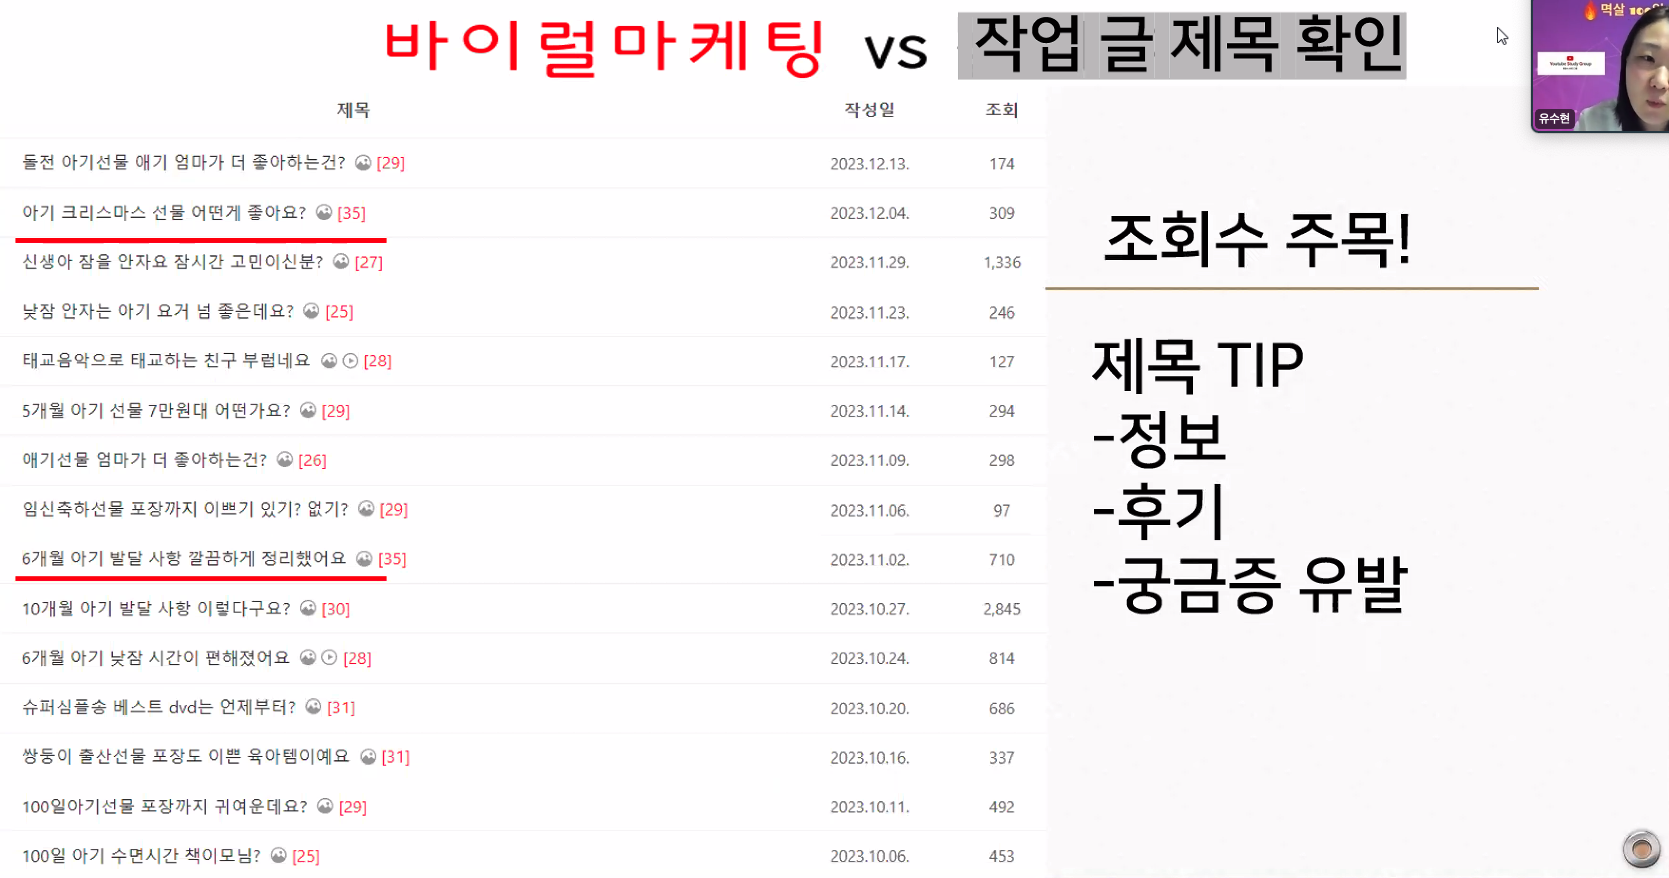 바이럴마케팅 vs 작업 글 제목 확인
제목 작성일 조회
돌전 아기선물 애기 엄마가 더 좋아하는건? [29] 2023.12.13. 174
아기 크리스마스 선물 어떤게 좋아요? [35] 2023.12.04. 309
신생아 잠을 안자요 잠시간 고민이신분? [27] 2023.11.29. 1,336
낮잠 안자는 아기 요거 넘 좋은데요? [25] 2023.11.23. 246
태교음악으로 태교하는 친구 부럽네요 [28] 2023.11.17. 127
5개월 아기 선물 7만원대 어떤가요? [29] 2023.11.14. 294
애기선물 엄마가 더 좋아하는건? [26] 2023.11.09. 298
임신축하선물 포장까지 이쁘기 있기? 없기? [29] 2023.11.06. 97
6개월 아기 발달 사항 깔끔하게 정리했어요 [35] 2023.11.02. 710
10개월 아기 발달 사항 이렇다구요? [30] 2023.10.27. 2,845
6개월 아기 낮잠 시간이 편해졌어요 [28] 2023.10.24. 814
슈퍼심플송 베스트 dvd는 언제부터? [31] 2023.10.20. 686
쌍둥이 출산선물 포장도 이쁜 육아템이예요 [31] 2023.10.16. 337
100일아기선물 포장까지 귀여운데요? [29] 2023.10.11. 492
100일 아기 수면시간 책이모님? [25] 2023.10.06. 453
조회수 주목!
제목 TIP
-정보
-후기
-궁금증 유발
멱살 100일
Youtube Study Group
유수현